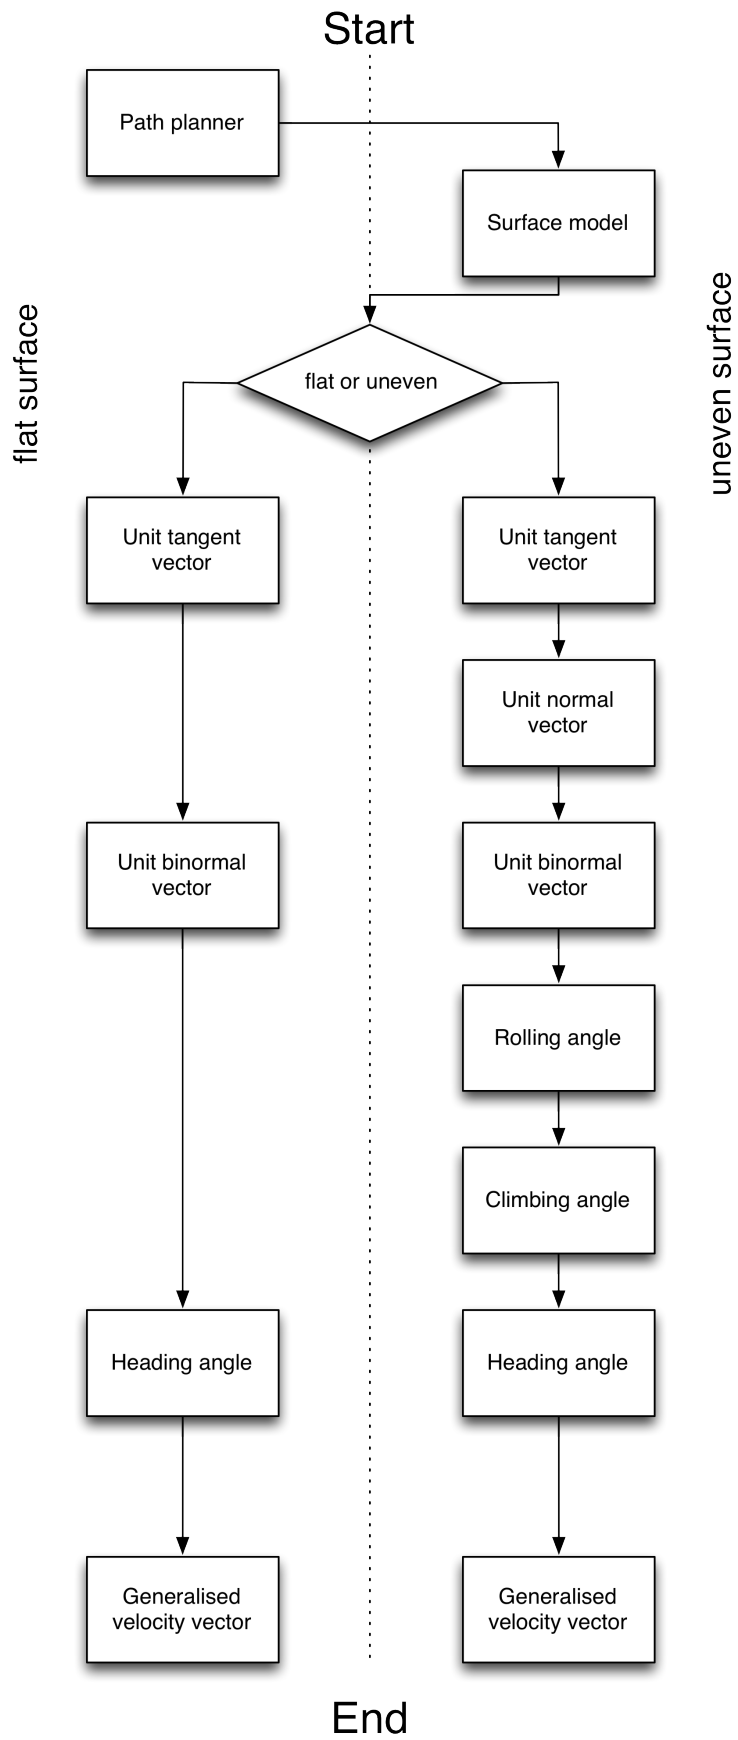 Start
Path planner
Surface model
flat surface
uneven surface
flat or uneven
Unit tangent
vector
Unit tangent
vector
Unit normal
vector
Unit binormal
vector
Unit binormal
vector
Rolling angle
Climbing angle
Heading angle
Heading angle
Generalised
velocity vector
Generalised
velocity vector
End